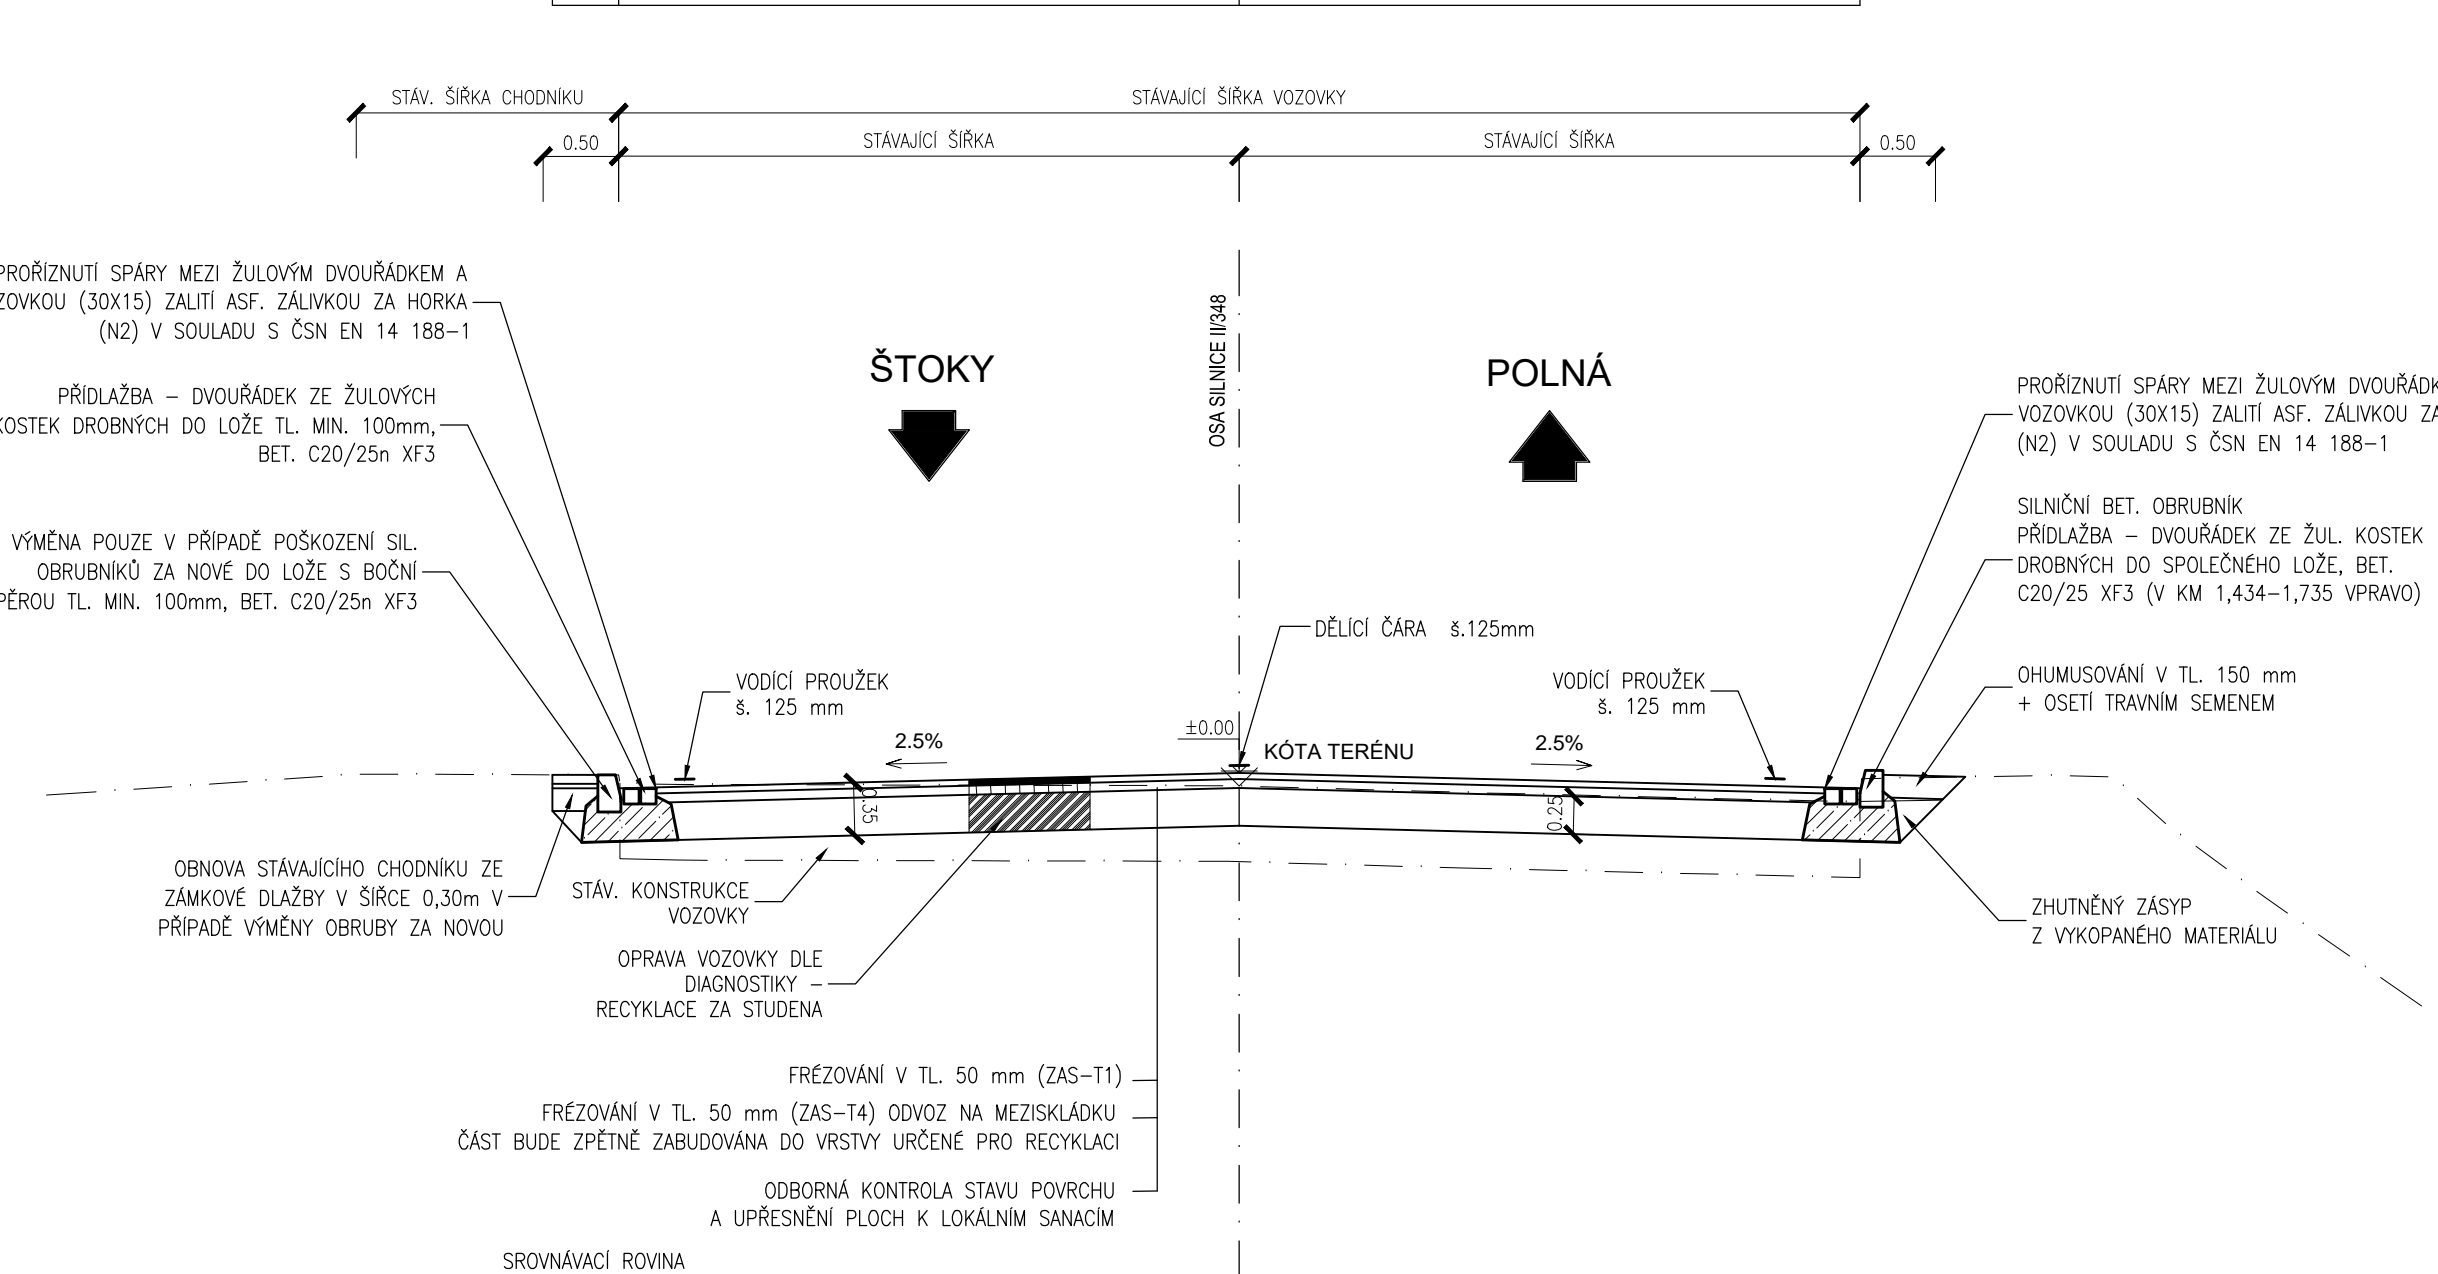 STÁV. ŠÍŘKA CHODNÍKU
STÁVAJÍCÍ ŠÍŘKA VOZOVKY
0.50
STÁVAJÍCÍ ŠÍŘKA
STÁVAJÍCÍ ŠÍŘKA
0.50
PROŘÍZNUTÍ SPÁRY MEZI ŽULOVÝM DVOUŘÁDKEM A
ZOVKOU (30X15) ZALITÍ ASF. ZÁLIVKOU ZA HORKA
(N2) V SOULADU S ČSN EN 14 188-1
PŘÍDLAŽBA - DVOUŘÁDEK ZE ŽULOVÝCH
KOSTEK DROBNÝCH DO LOŽE TL. MIN. 100mm,
BET. C20/25n XF3
VÝMĚNA POUZE V PŘÍPADĚ POŠKOZENÍ SIL.
OBRUBNÍKŮ ZA NOVÉ DO LOŽE S BOČNÍ
PĚROU TL. MIN. 100mm, BET. C20/25n XF3
ŠTOKY
OSA SILNICE II/348
POLNÁ
PROŘÍZNUTÍ SPÁRY MEZI ŽULOVÝM DVOUŘÁDK
VOZOVKOU (30X15) ZALITÍ ASF. ZÁLIVKOU ZA
(N2) V SOULADU S ČSN EN 14 188-1
SILNIČNÍ BET. OBRUBNÍK
PŘÍDLAŽBA - DVOUŘÁDEK ZE ŽUL. KOSTEK
DROBNÝCH DO SPOLEČNÉHO LOŽE, BET.
C20/25 XF3 (V KM 1,434-1,735 VPRAVO)
DĚLÍCÍ ČÁRA š.125mm
VODÍCÍ PROUŽEK
š. 125 mm
VODÍCÍ PROUŽEK
š. 125 mm
OHUMUSOVÁNÍ V TL. 150 mm
+ OSETÍ TRAVNÍM SEMENEM
±0.00
2.5%
KÓTA TERÉNU
2.5%
0.35
0.25
OBNOVA STÁVAJÍCÍHO CHODNÍKU ZE
ZÁMKOVÉ DLAŽBY V ŠÍŘCE 0,30m V
PŘÍPADĚ VÝMĚNY OBRUBY ZA NOVOU
STÁV. KONSTRUKCE
VOZOVKY
ZHUTNĚNÝ ZÁSYP
Z VYKOPANÉHO MATERIÁLU
OPRAVA VOZOVKY DLE
DIAGNOSTIKY -
RECYKLACE ZA STUDENA
FRÉZOVÁNÍ V TL. 50 mm (ZAS-T1)
FRÉZOVÁNÍ V TL. 50 mm (ZAS-T4) ODVOZ NA MEZISKLÁDKU
ČÁST BUDE ZPĚTNĚ ZABUDOVÁNA DO VRSTVY URČENÉ PRO RECYKLACI
ODBORNÁ KONTROLA STAVU POVRCHU
A UPŘESNĚNÍ PLOCH K LOKÁLNÍM SANACÍM
SROVNÁVACÍ ROVINA